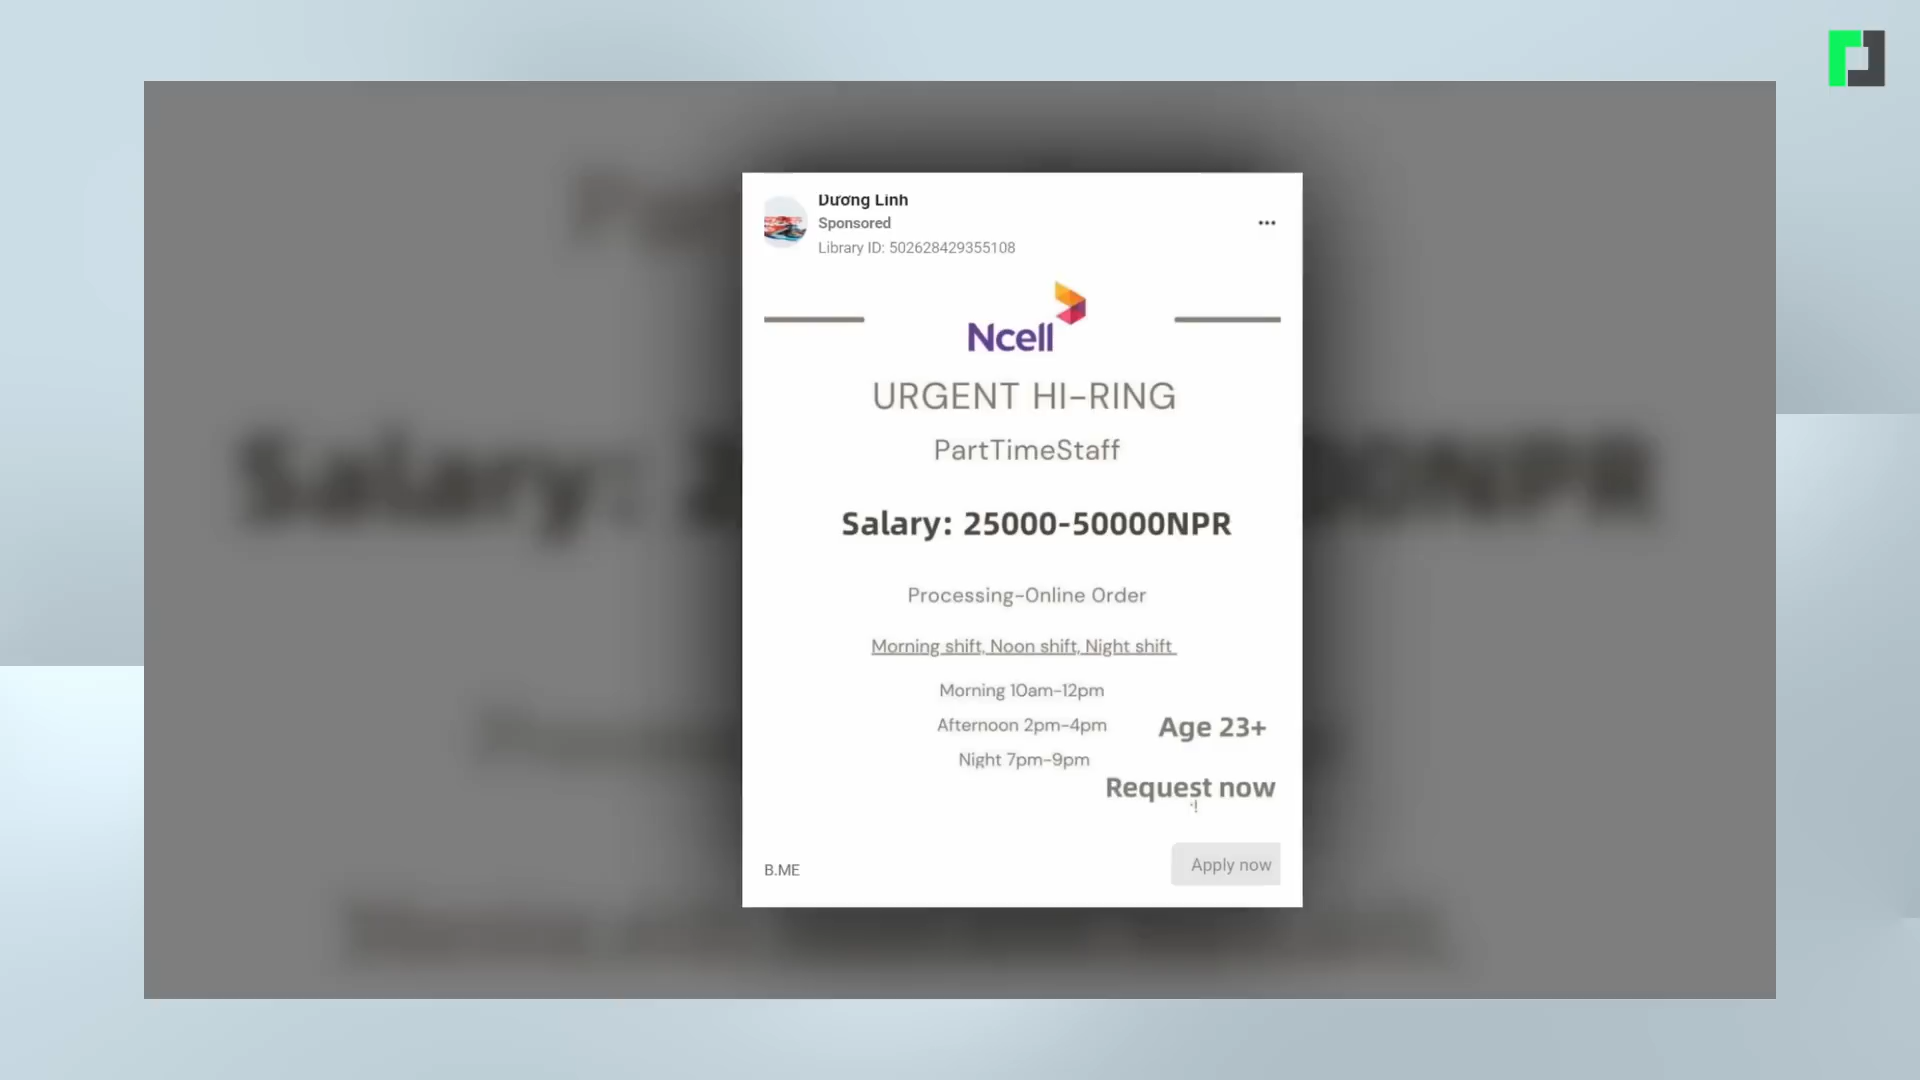 Dương Linh
Sponsored
Library ID: 502628429355108
Ncell
URGENT HI-RING
PartTimeStaff
Salary: 25000-50000NPR
Processing-Online Order
Morning shift, Noon shift, Night shift
Morning 10am-12pm
Afternoon 2pm-4pm
Age 23+
Night 7pm-9pm
Request now
B.ME
Apply now